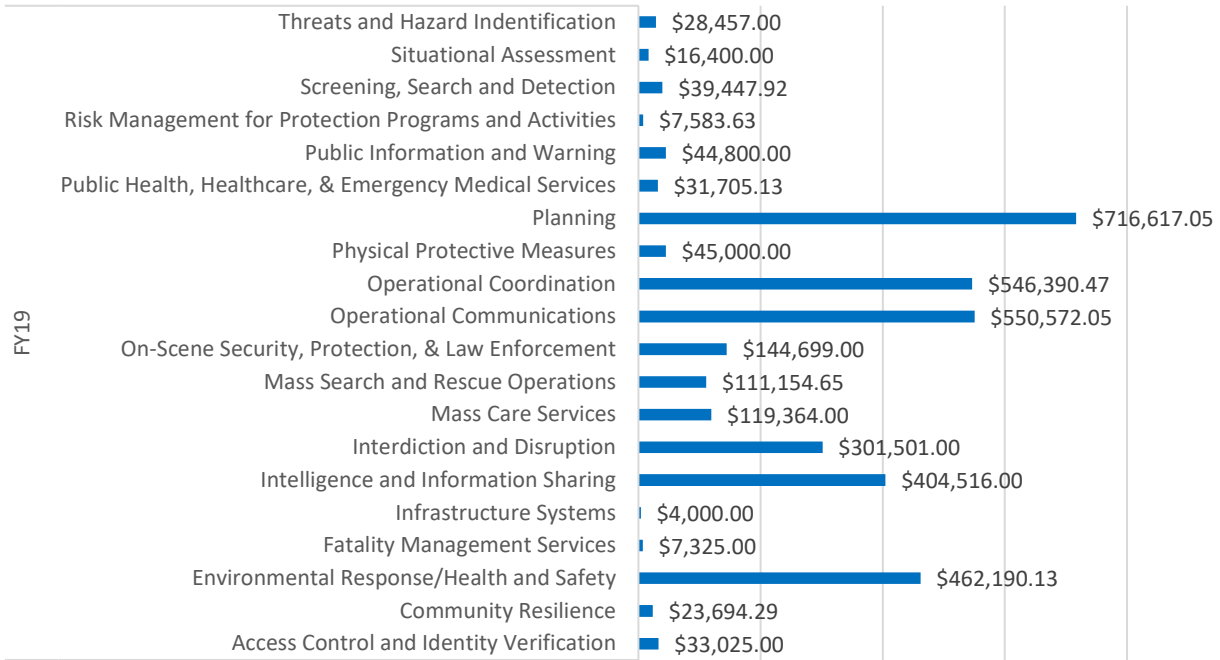 Threats and Hazard Indentification $28,457.00
Situational Assessment $16,400.00
Screening, Search and Detection $39,447.92
Risk Management for Protection Programs and Activities $7,583.63
Public Information and Warning $44,800.00
Public Health, Healthcare, & Emergency Medical Services $31,705.13
Planning $716,617.05
Physical Protective Measures $45,000.00
Operational Coordination $546,390.47
Operational Communications $550,572.05
On-Scene Security, Protection, & Law Enforcement $144,699.00
Mass Search and Rescue Operations $111,154.65
Mass Care Services $119,364.00
Interdiction and Disruption $301,501.00
Intelligence and Information Sharing $404,516.00
Infrastructure Systems $4,000.00
Fatality Management Services $7,325.00
Environmental Response/Health and Safety $462,190.13
Community Resilience $23,694.29
Access Control and Identity Verification $33,025.00
FY19